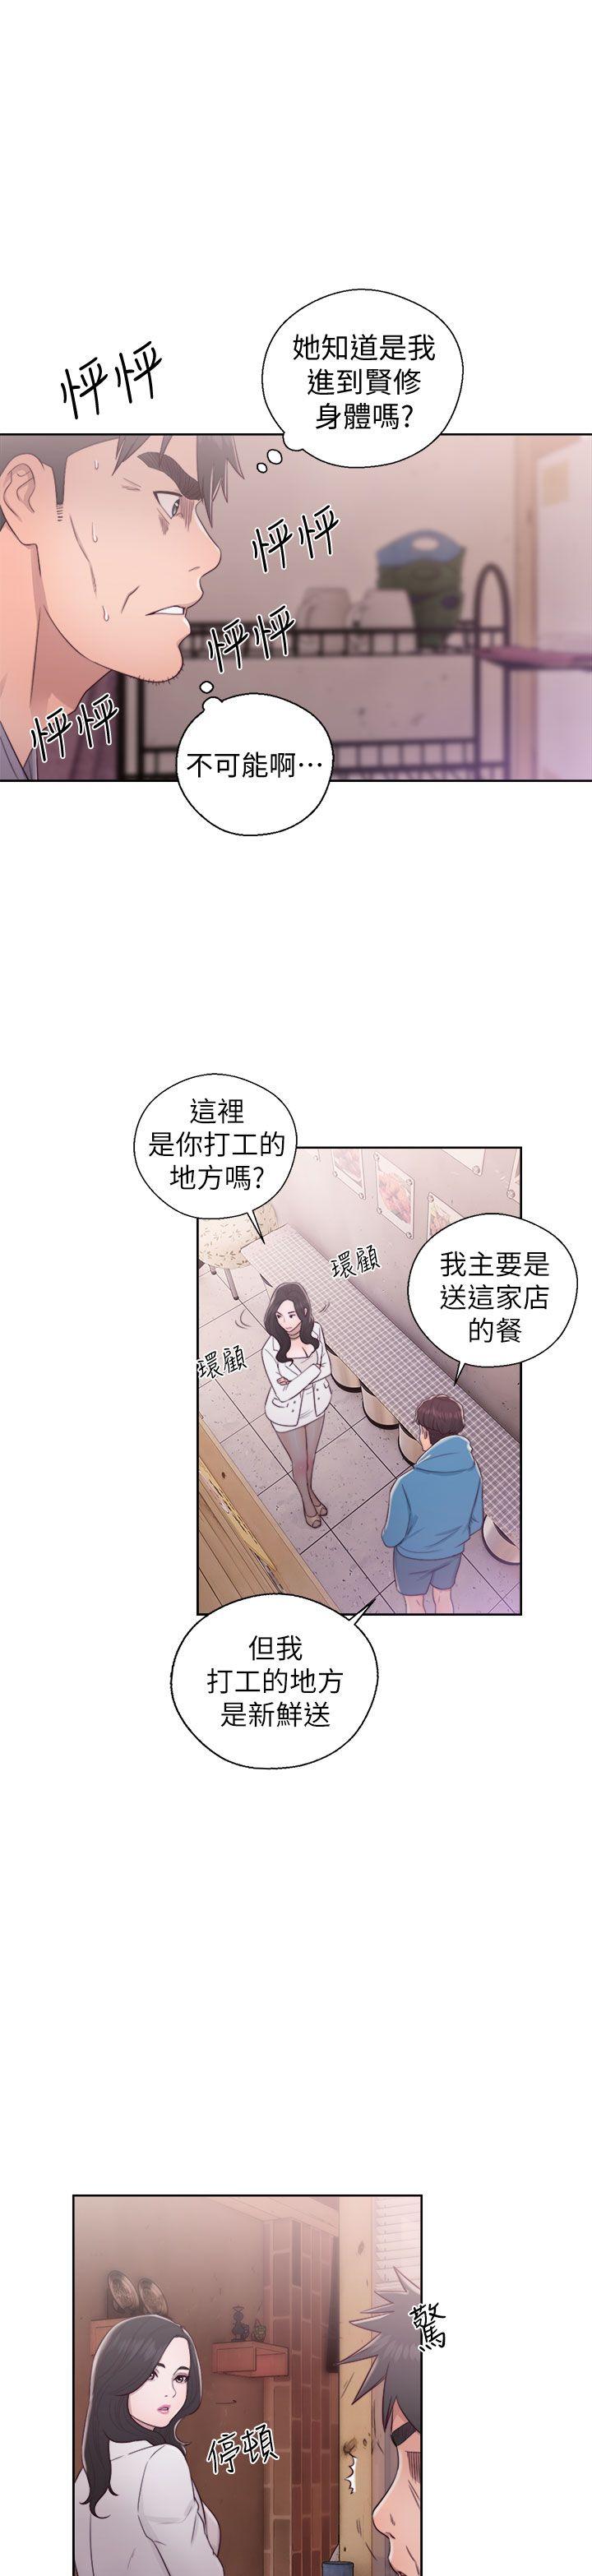 她知道是我
進到賢修
身體嗎?
怦怦
怦怦
怦怦
怦怦
不可能啊…
這裡
是你打工的
地方嗎?
環顧
我主要是
送這家店
的餐
環顧
但我
打工的地方
是新鮮送
驚
停頓